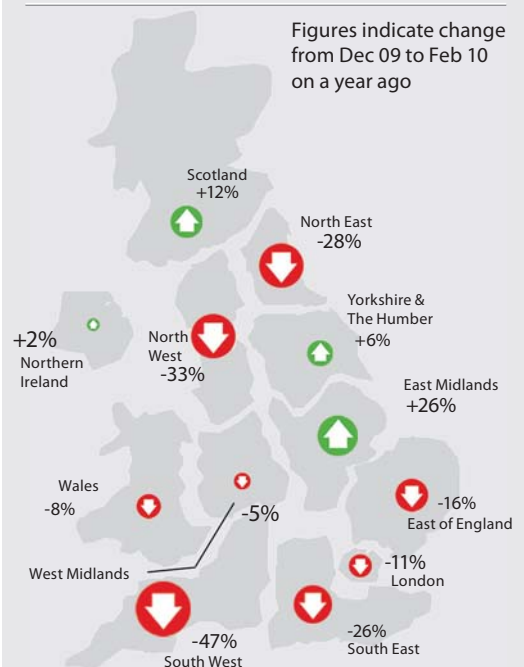 Figures indicate change
from Dec 09 to Feb 10
on a year ago
Scotland
+12%
North East
-28%
Yorkshire &
The Humber
+6%
+2%
Northern
Ireland
North
West
-33%
East Midlands
+26%
Wales
-8%
-5%
West Midlands
-16%
East of England
-11%
London
-47%
South West
-26%
South East